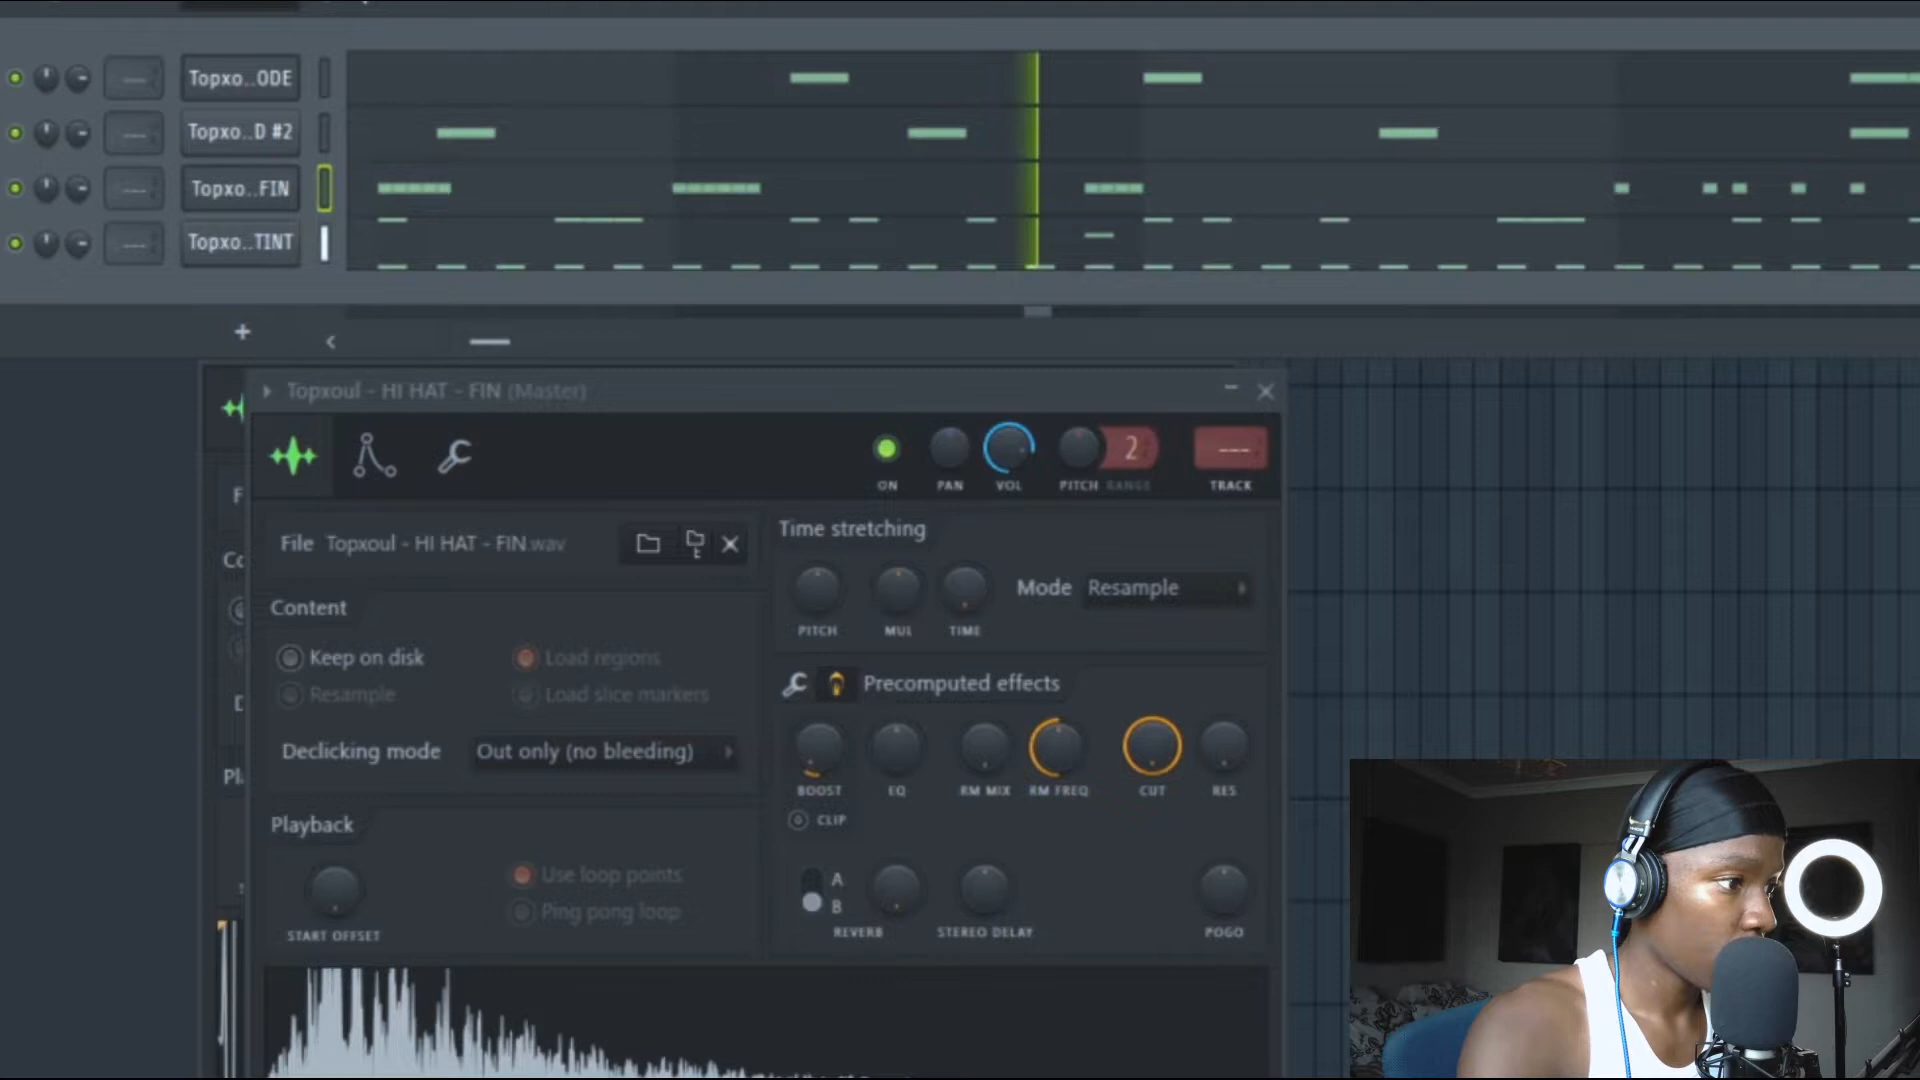 Topxo..ODE
Topxo..D #2
Topxo..FIN
Topxo..TINT
Topxoul - HI HAT - FIN (Master)
2
ON
PAN
VOL
PITCH RANGE
TRACK
File Topxoul - HI HAT - FIN.wav
Time stretching
PITCH
MUL
TIME
Mode Resample
Content
Keep on disk
Load regions
Resample
Load slice markers
Declicking mode Out only (no bleeding)
Precomputed effects
BOOST
EQ
RM MIX
RM FREQ
CUT
RES
CLIP
Playback
START OFFSET
Use loop points
Ping pong loop
A
B
REVERB
STEREO DELAY
POGO